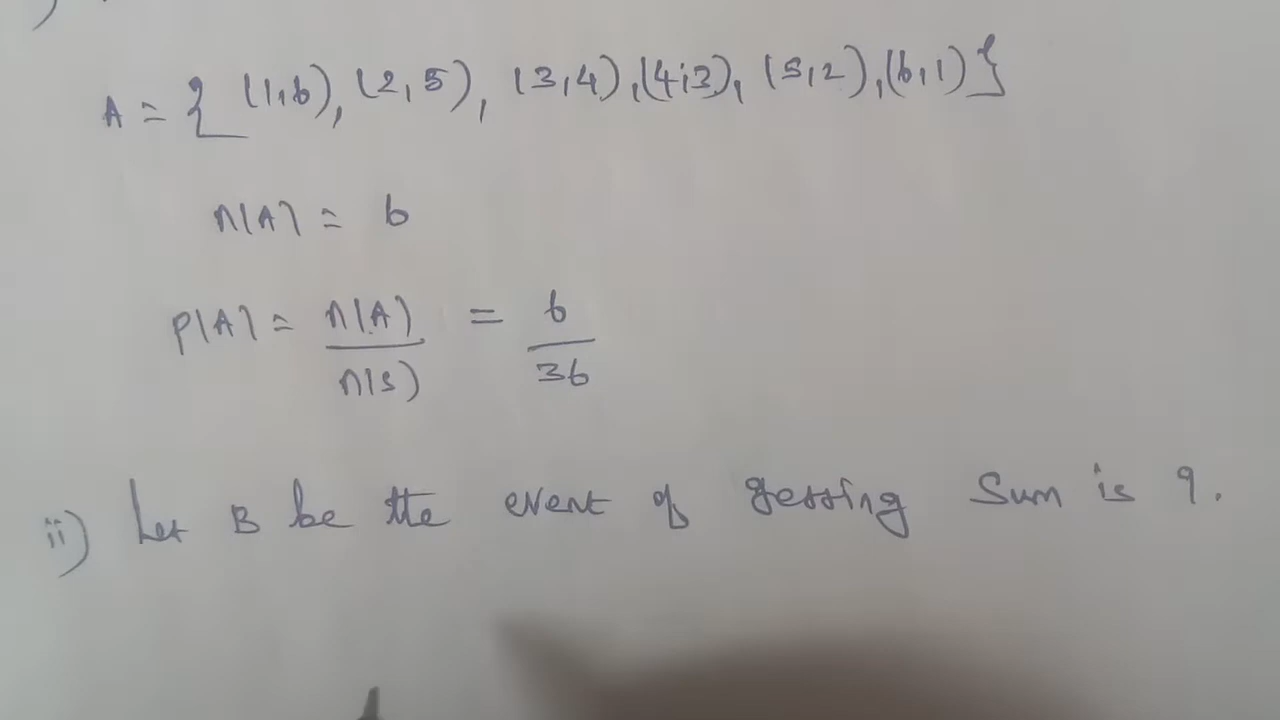 )
A = { (1,6), (2,5), (3,4), (4,3), (5,2), (6,1) }
n(A) = 6
P(A) = n(A) / n(S) = 6 / 36
ii) Let B be the event of getting Sum is 9.